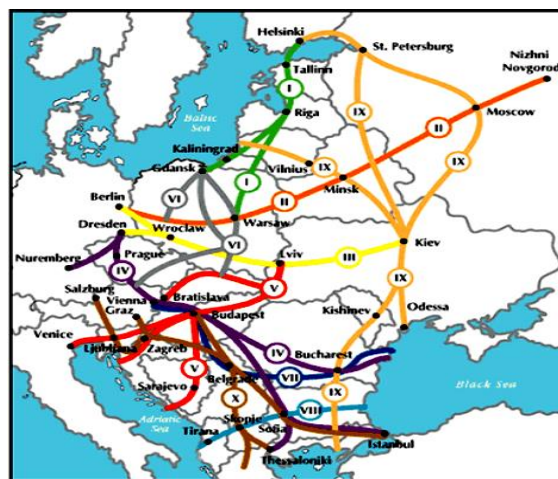 Helsinki
St. Petersburg
Nizhni
Novgorod
Tallinn
I
Moscow
Baltic
Sea
Riga
IX
II
Kaliningrad
IX
Gdansk
Vilnius
IX
Minsk
VI
I
Berlin
II
Warsaw
Dresden
Wroclaw
VI
III
Kiev
Nuremberg
Prague
Lviv
IV
V
IX
Salzburg
Vienna
Bratislava
Graz
Budapest
Kishinev
Odessa
Venice
Ljubljana
Zagreb
IV
Bucharest
V
VII
Belgrade
Sarajevo
IX
Black Sea
X
Adriatic
Sea
Skopje
VIII
Tirana
Sofia
IX
Istanbul
Thessaloniki